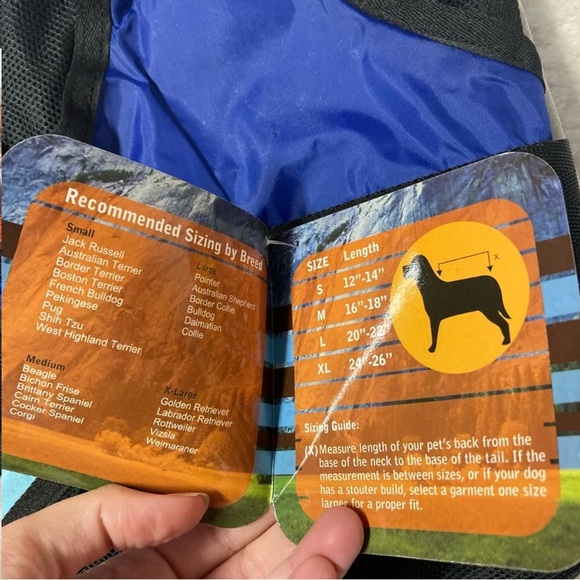 Recommended Sizing by Breed
Small
Jack Russell
Australian Terrier
Border Terrier
Boston Terrier
French Bulldog
Pekingese
Pug
Shih Tzu
West Highland Terrier
Medium
Beagle
Bichon Frise
Brittany Spaniel
Cairn Terrier
Cocker Spaniel
Corgi
Large
Pointer
Australian Shepherd
Border Collie
Bulldog
Dalmatian
Collie
X-Large
Golden Retriever
Labrador Retriever
Rottweiler
Vizsla
Weimaraner
SIZE Length
S 12"-14"
M 16"-18"
L 20"-22"
XL 24"-26"
X
Sizing Guide:
(X) Measure length of your pet's back from the
base of the neck to the base of the tail. If the
measurement is between sizes, or if your dog
has a stouter build, select a garment one size
larger for a proper fit.